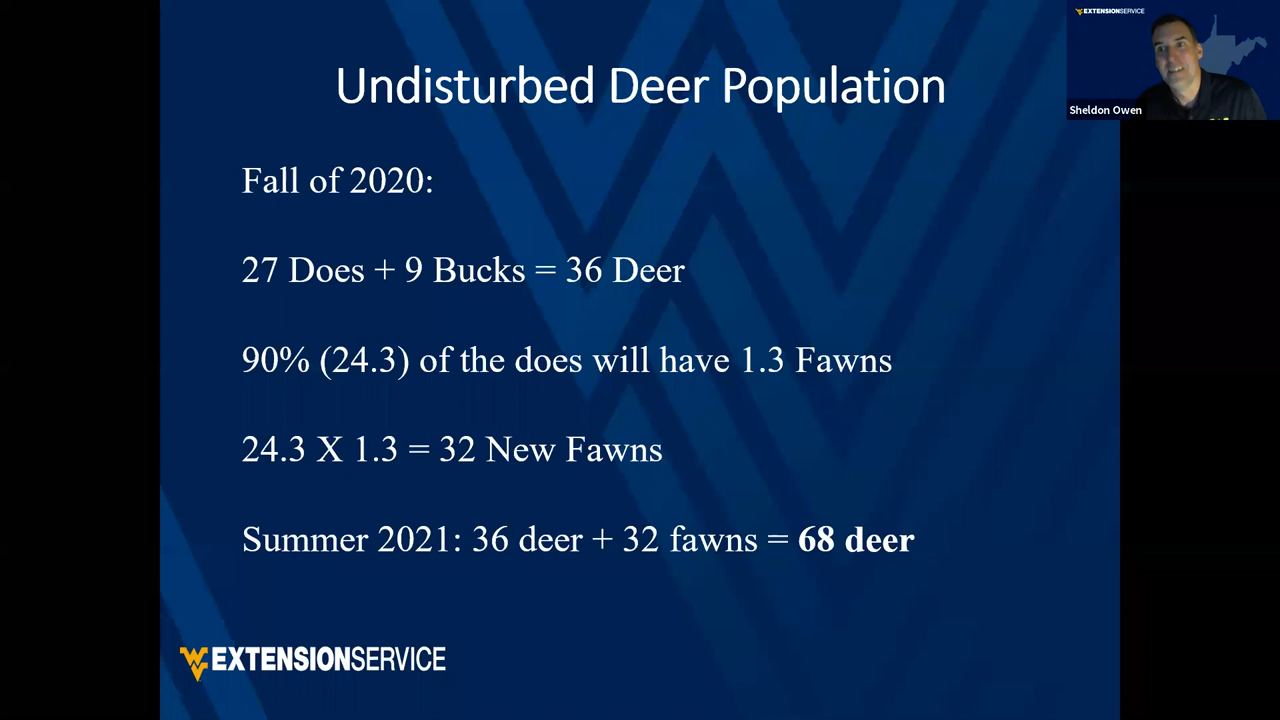 Undisturbed Deer Population
EXTENSIONSERVICE
Sheldon Owen
Fall of 2020:
27 Does + 9 Bucks = 36 Deer
90% (24.3) of the does will have 1.3 Fawns
24.3 X 1.3 = 32 New Fawns
Summer 2021: 36 deer + 32 fawns = 68 deer
EXTENSIONSERVICE